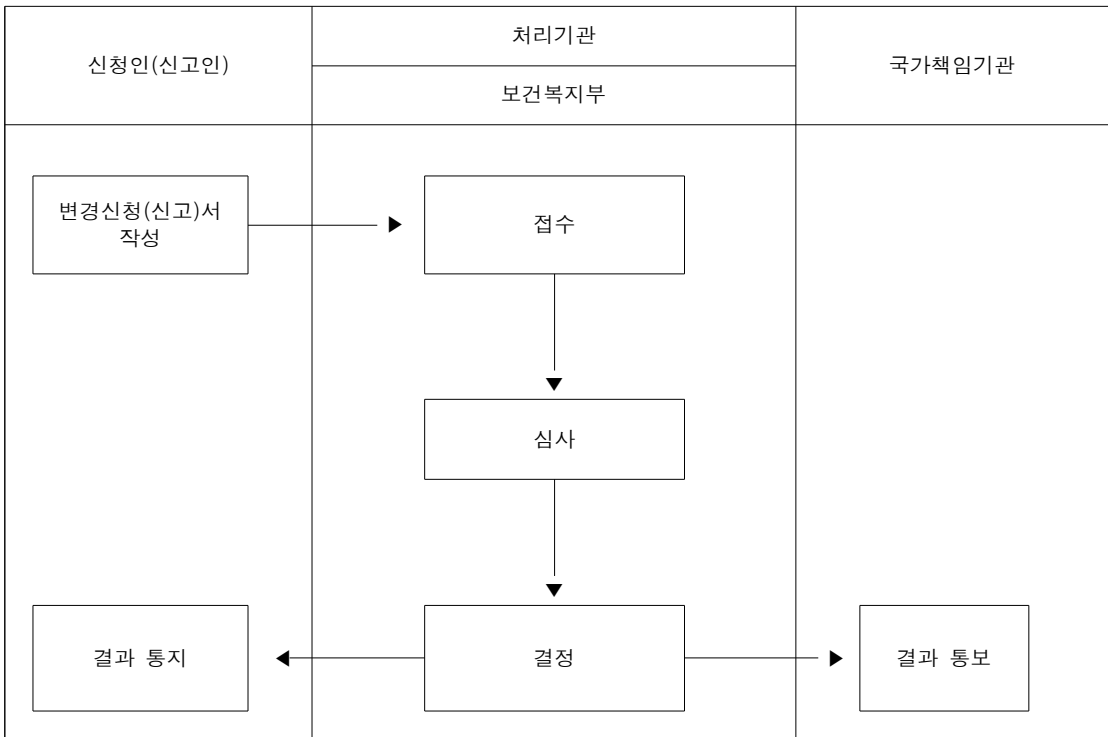 신청인(신고인)
처리기관
보건복지부
국가책임기관
변경신청(신고)서
작성
접수
심사
결과 통지
결정
결과 통보